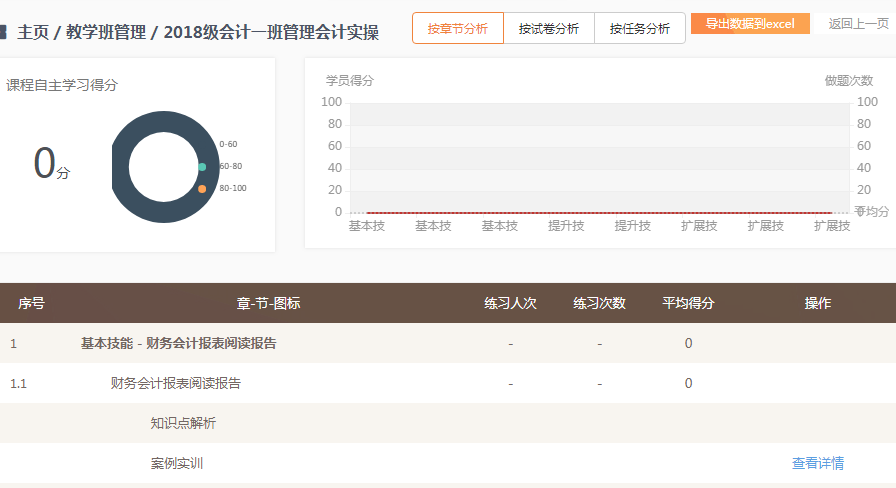 主页 / 教学班管理 / 2018级会计一班管理会计实操
按章节分析 按试卷分析 按任务分析 导出数据到excel 返回上一页
课程自主学习得分
0分
0-60
60-80
80-100
学员得分 做题次数
100 100
80 80
60 60
40 40
20 20
0 0 平均分
基本技 基本技 基本技 提升技 提升技 扩展技 扩展技 扩展技
序号 章-节-图标 练习人次 练习次数 平均得分 操作
1 基本技能 - 财务会计报表阅读报告 - - 0
1.1 财务会计报表阅读报告 - - 0
知识点解析
案例实训 查看详情